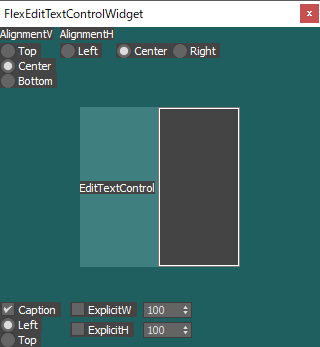 FlexEditTextControlWidget x
AlignmentV AlignmentH
Top Left Center Right
Center
Bottom
EditTextControl
Caption ExplicitW 100
Left ExplicitH 100
Top